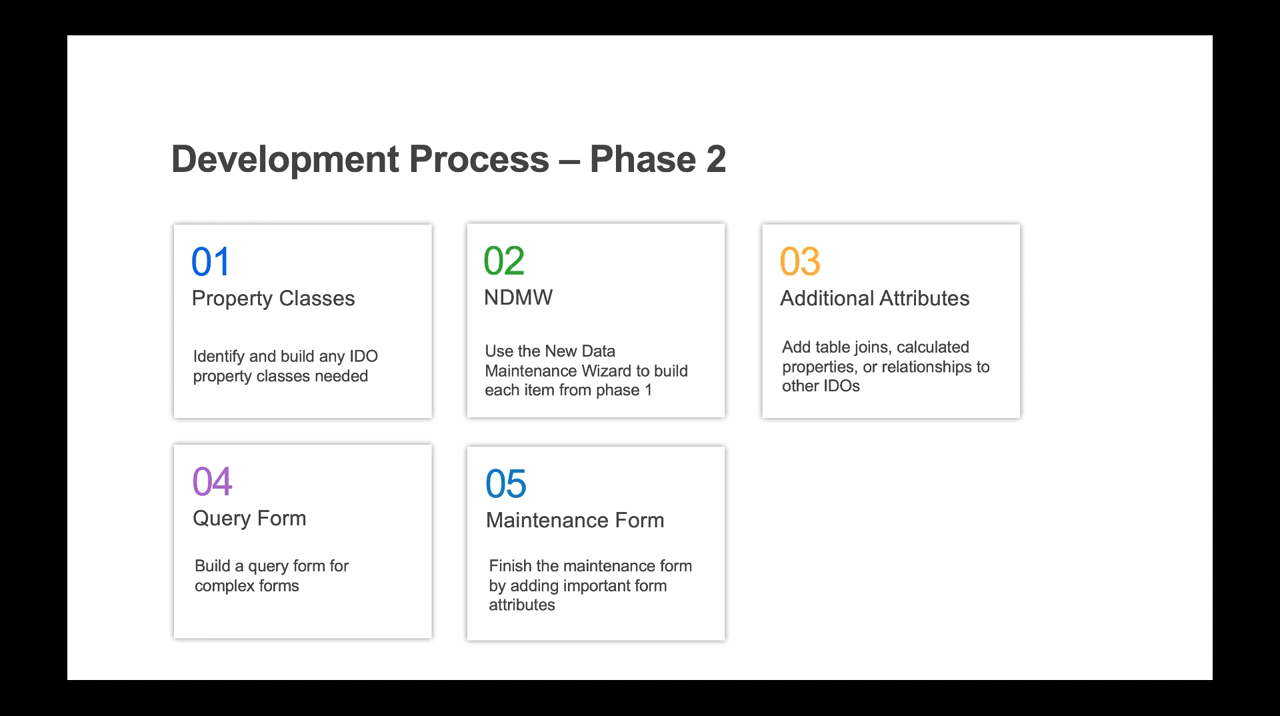 Development Process – Phase 2
01
Property Classes
Identify and build any IDO
property classes needed
02
NDMW
Use the New Data
Maintenance Wizard to build
each item from phase 1
03
Additional Attributes
Add table joins, calculated
properties, or relationships to
other IDOs
04
Query Form
Build a query form for
complex forms
05
Maintenance Form
Finish the maintenance form
by adding important form
attributes